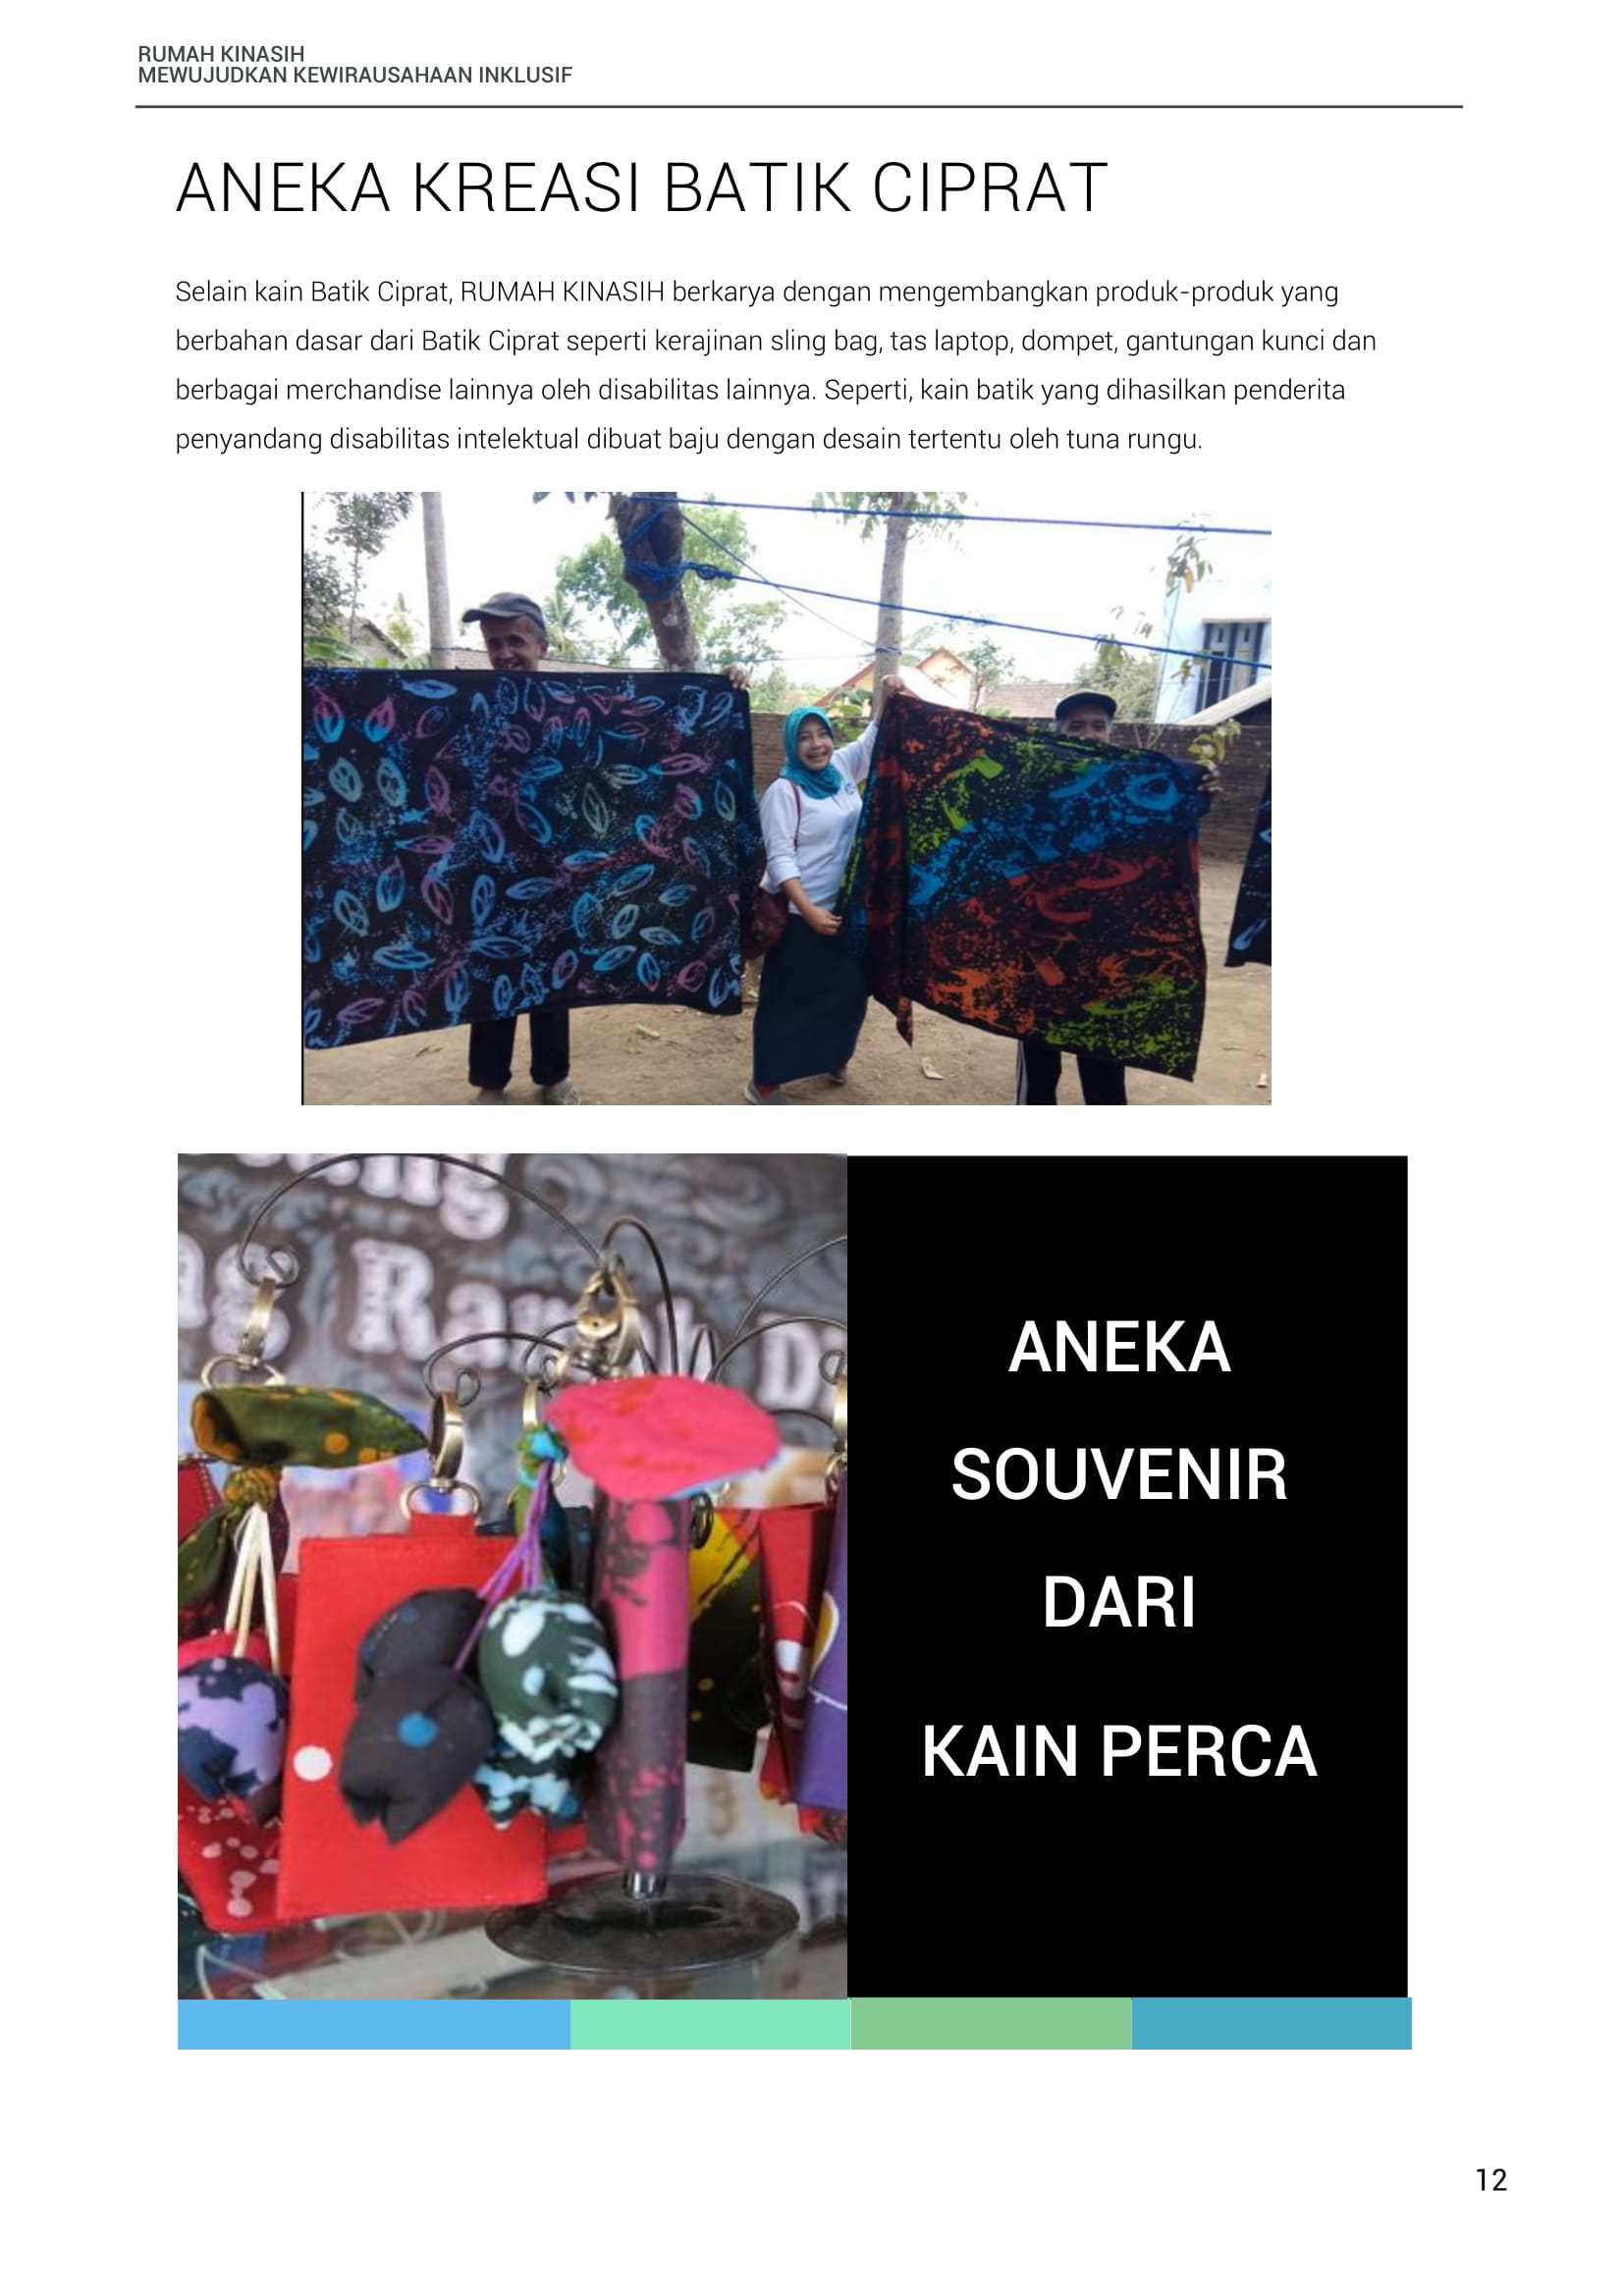 RUMAH KINASIH
MEWUJUDKAN KEWIRAUSAHAAN INKLUSIF
ANEKA KREASI BATIK CIPRAT
Selain kain Batik Ciprat, RUMAH KINASIH berkarya dengan mengembangkan produk-produk yang
berbahan dasar dari Batik Ciprat seperti kerajinan sling bag, tas laptop, dompet, gantungan kunci dan
berbagai merchandise lainnya oleh disabilitas lainnya. Seperti, kain batik yang dihasilkan penderita
penyandang disabilitas intelektual dibuat baju dengan desain tertentu oleh tuna rungu.
ANEKA
SOUVENIR
DARI
KAIN PERCA
12